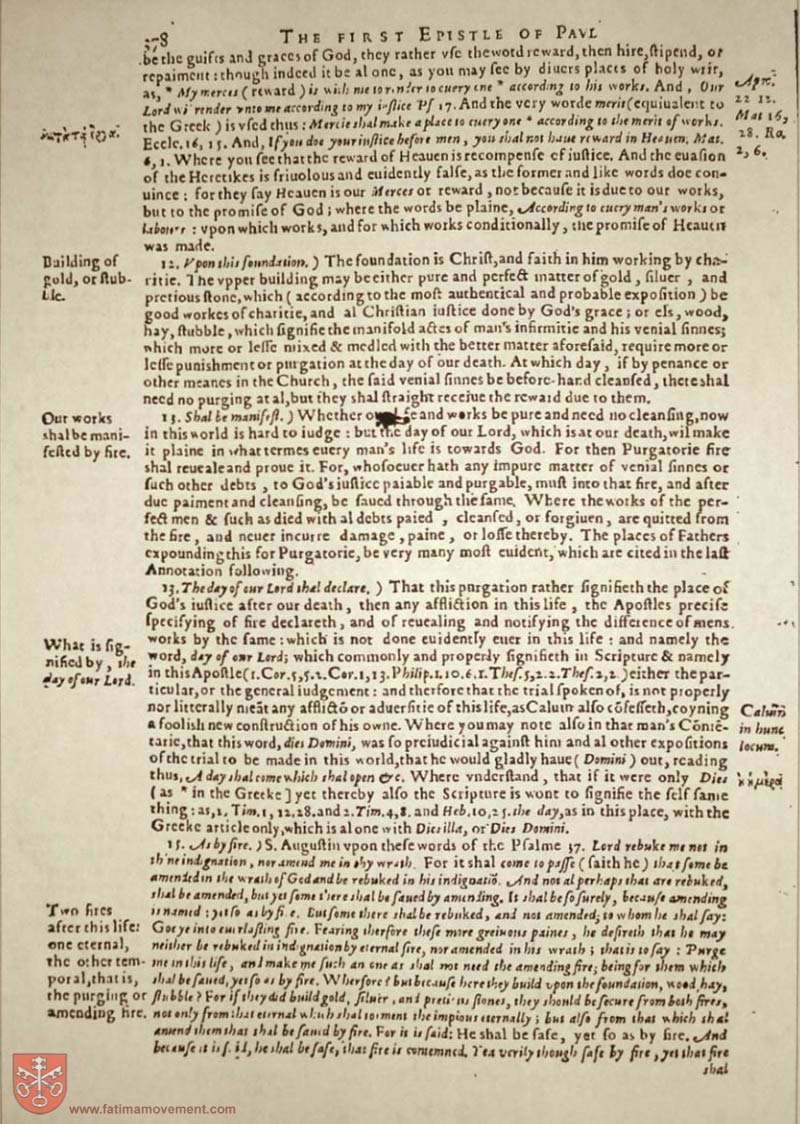 378
THE FIRST EPISTLE OF PAVL
be the guifts and graces of God, they rather vſe the word reward, then hire, ſtipend, or
repaiment: though indeed it be al one, as you may ſee by diuers places of holy writ,
as, * My merces (reward) is with me to render to euery one * according to his works. And, Our
Lord wil render vnto me according to my iuſtice Pſ 17. And the very worde merit (equiualent to
the Greek) is vſed thus: Mercie shal make a place to euery one * according to the merit of works.
Eccle. 16, 15. And, If you doe your iuſtice before men, you shal not haue reward in Heauen. Mat.
6, 1. Where you ſee that the reward of Heauen is recompenſe of iuſtice. And the euaſion
of the Heretikes is friuolous and euidently falſe, as the former and like words doe con-
uince: for they ſay Heauen is our Merces or reward, not becauſe it is due to our works,
but to the promiſe of God; where the words be plaine, According to euery man's works or
labours: vpon which works, and for which works conditionally, the promiſe of Heauen
was made.
Apoc.
22 12.
Mat 16,
28. Ro.
2, 6.
Building of
gold, or ſtub-
ble.
12. Vpon this foundation.) The foundation is Chriſt, and faith in him working by cha-
ritie. The vpper building may be either pure and perfect matter of gold, ſiluer, and
pretious ſtone, which (according to the moſt authentical and probable expoſition) be
good workes of charitie, and al Chriſtian iuſtice done by God's grace; or els, wood,
hay, ſtubble, which ſignifie the manifold actes of man's infirmitie and his venial ſinnes;
which more or leſſe mixed & medled with the better matter aforeſaid, require more or
leſſe punishment or purgation at the day of our death. At which day, if by penance or
other meanes in the Church, the ſaid venial ſinnes be before-hand cleanſed, there shal
need no purging at al, but they shal ſtraight receiue the reward due to them.
Our works
shal be mani-
feſted by fire.
13. Shal be manifeſt.) Whether our life and works be pure and need no cleanſing, now
in this world is hard to iudge: but the day of our Lord, which is at our death, wil make
it plaine in what termes euery man's life is towards God. For then Purgatorie fire
shal reueale and proue it. For, whoſoeuer hath any impure matter of venial ſinnes or
ſuch other debts, to God's iuſtice paiable and purgable, muſt into that fire, and after
due paiment and cleanſing, be ſaued through the ſame. Where the works of the per-
fect men & ſuch as died with al debts paied, cleanſed, or forgiuen, are quitted from
the fire, and neuer incurre damage, paine, or loſſe thereby. The places of Fathers
expounding this for Purgatorie, be very many moſt euident, which are cited in the laſt
Annotation following.
13. The day of our Lord shal declare.) That this purgation rather ſignifieth the place of
God's iuſtice after our death, then any affliction in this life, the Apoſtles preciſe
ſpecifying of fire declareth, and of reuealing and notifying the difference of mens
works by the ſame: which is not done euidently euer in this life: and namely the
word, day of our Lord; which commonly and properly ſignifieth in Scripture & namely
in this Apoſtle (1. Cor. 5, 5. 2. Cor. 1, 13. Philip. 1. 10. 6. 1. Theſ. 5, 2. 2. Theſ. 2, 2.) either the par-
ticular, or the general iudgement: and therfore that the trial ſpoken of, is not properly
nor litterally meāt any afflictō or aduerſitie of this life, as Caluin alſo cōfeſſeth, coyning
a foolish new conſtruction of his owne. Where you may note alſo in that man's Cōmē-
tarie, that this word, dies Domini, was ſo preiudicial againſt him and al other expoſitions
of the trial to be made in this world, that he would gladly haue (Domini) out, reading
thus, A day shal come which shal open &c. Where vnderſtand, that if it were only Dies
(as * in the Greeke] yet thereby alſo the Scripture is wont to ſignifie the ſelf ſame
thing: as, 2. Tim. 1, 12. 28. and 2. Tim. 4, 8. and Heb. 10, 25. the day, as in this place, with the
Greeke article only, which is al one with Dies illa, or Dies Domini.
What is ſig-
nified by, the
day of our Lord.
Caluin
in hunc
locum.
ἡ ἡμέρα
15. As by fire.) S. Auguſtin vpon theſe words of the Pſalme 37. Lord rebuke me not in
thine indignation, nor amend me in thy wrath. For it shal come to paſſe (ſaith he) that ſome be
amended in the wrath of God and be rebuked in his indignatiō. And not al perhaps that are rebuked,
shal be amended, but yet ſome there shal be ſaued by amending. It shal be ſo ſurely, becauſe amending
is named: yet ſo as by fire. But ſome there shal be rebuked, and not amended; to whom he shal ſay:
Goe ye into euerlaſting fire. Fearing therfore theſe more greiuous paines, he deſireth that he may
neither be rebuked in indignation by eternal fire, nor amended in his wrath; that is to ſay: Purge
me in this life, and make me ſuch an one as shal not need the amending fire; being for them which
shal be ſaued, yet ſo as by fire. Wherfore? but becauſe here they build vpon the foundation, wood, hay,
ſtubble? For if they did build gold, ſiluer, and pretious ſtones, they should be ſecure from both fires,
not only from that eternal which shal torment the impious eternally; but alſo from that which shal
amend them that shal be ſaued by fire. For it is ſaid: He shal be ſafe, yet ſo as by fire. And
becauſe it is ſaid, he shal be ſafe, that fire is contemned. Yea verily though ſafe by fire, yet that fire
shal
Two fires
after this life:
one eternal,
the other tem-
poral, that is,
the purging or
amending fire.
www.fatimamovement.com